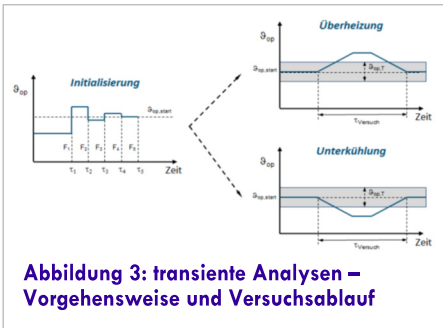 Überheizung
ϑop
ϑop,start
ϑop,T
τVersuch
Zeit
Initialisierung
ϑop
ϑop,start
F1 F2 F3 F4 F5
τ1 τ2 τ3 τ4 τ5
Zeit
Unterkühlung
ϑop
ϑop,start
ϑop,T
τVersuch
Zeit
Abbildung 3: transiente Analysen –
Vorgehensweise und Versuchsablauf